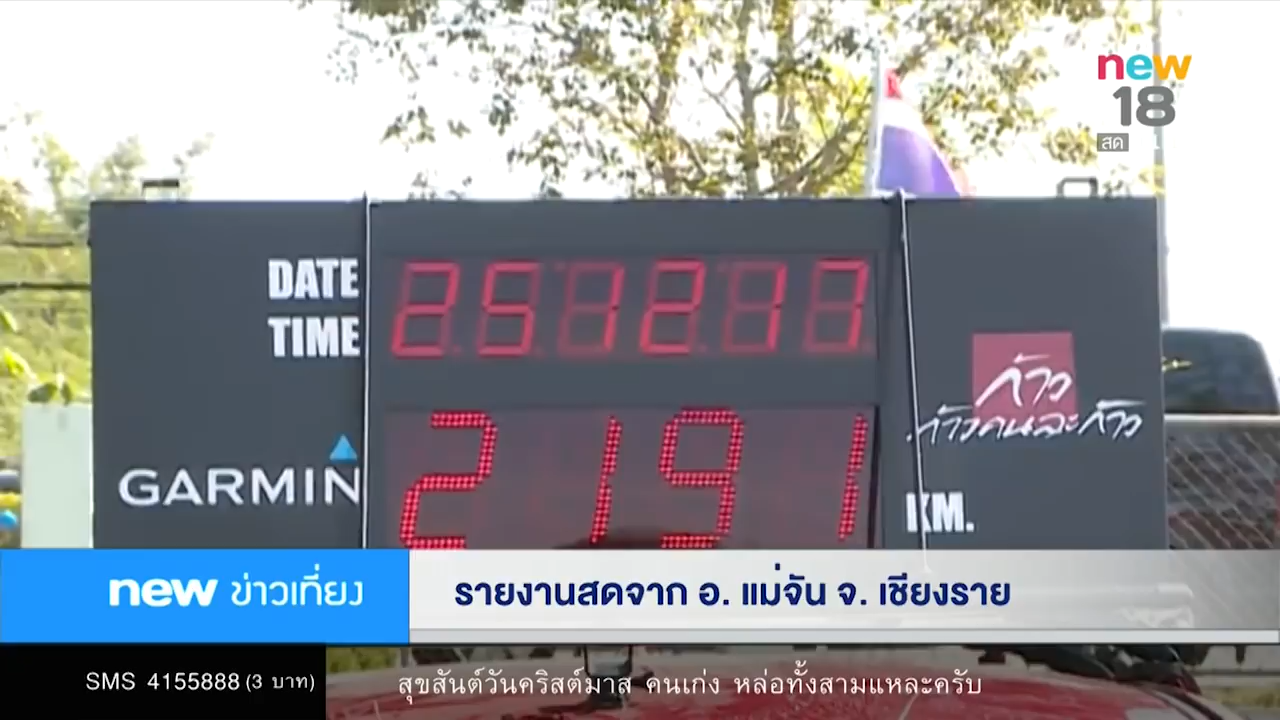 new
18
สด
DATE
TIME
251217
2191
GARMIN
ก้าว
ก้าวคนละก้าว
KM.
new ข่าวเที่ยง
รายงานสดจาก อ. แม่จัน จ. เชียงราย
SMS 4155888 (3 บาท)
สุขสันต์วันคริสต์มาส คนเก่ง หล่อทั้งสามแหละครับ